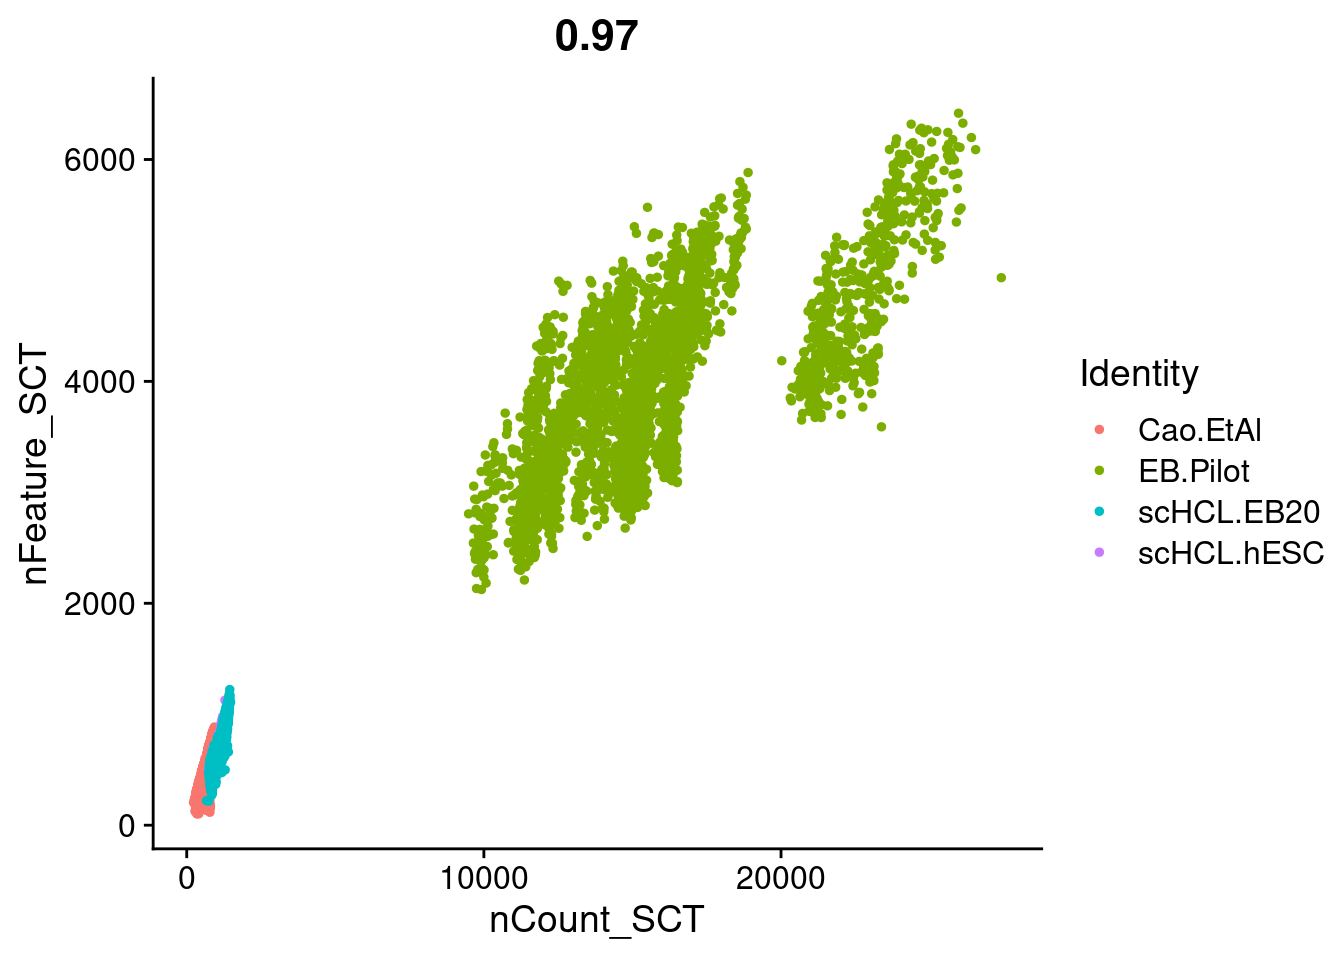 0.97
nFeature_SCT
6000
4000
2000
0
0
10000
20000
nCount_SCT
Identity
Cao.EtAl
EB.Pilot
scHCL.EB20
scHCL.hESC